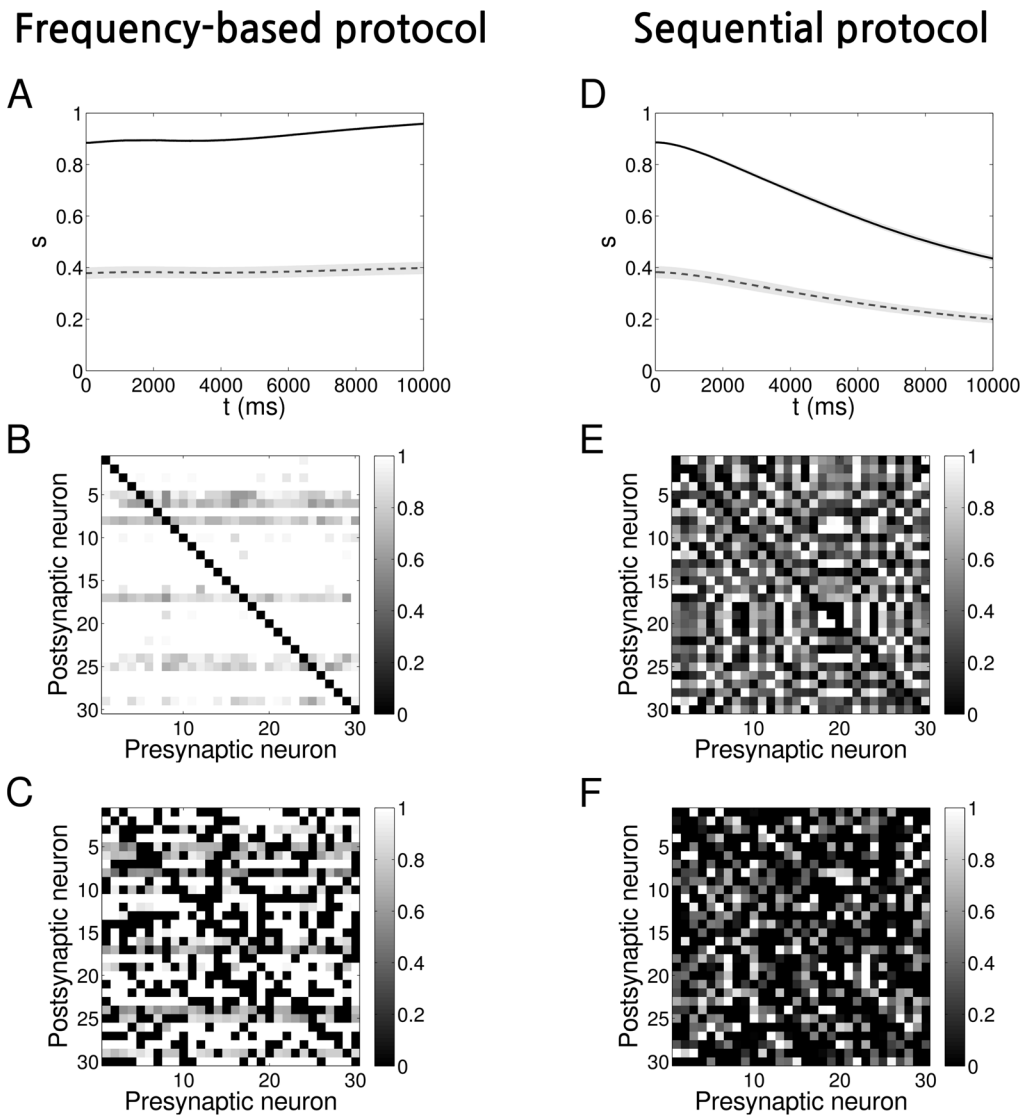 Frequency-based protocol
Sequential protocol
A
1
0.8
0.6
0.4
0.2
0
s
0 2000 4000 6000 8000 10000
t (ms)
D
1
0.8
0.6
0.4
0.2
0
s
0 2000 4000 6000 8000 10000
t (ms)
B
Postsynaptic neuron
5
10
15
20
25
30
10 20 30
Presynaptic neuron
1
0.8
0.6
0.4
0.2
0
E
Postsynaptic neuron
5
10
15
20
25
30
10 20 30
Presynaptic neuron
1
0.8
0.6
0.4
0.2
0
C
Postsynaptic neuron
5
10
15
20
25
30
10 20 30
Presynaptic neuron
1
0.8
0.6
0.4
0.2
0
F
Postsynaptic neuron
5
10
15
20
25
30
10 20 30
Presynaptic neuron
1
0.8
0.6
0.4
0.2
0